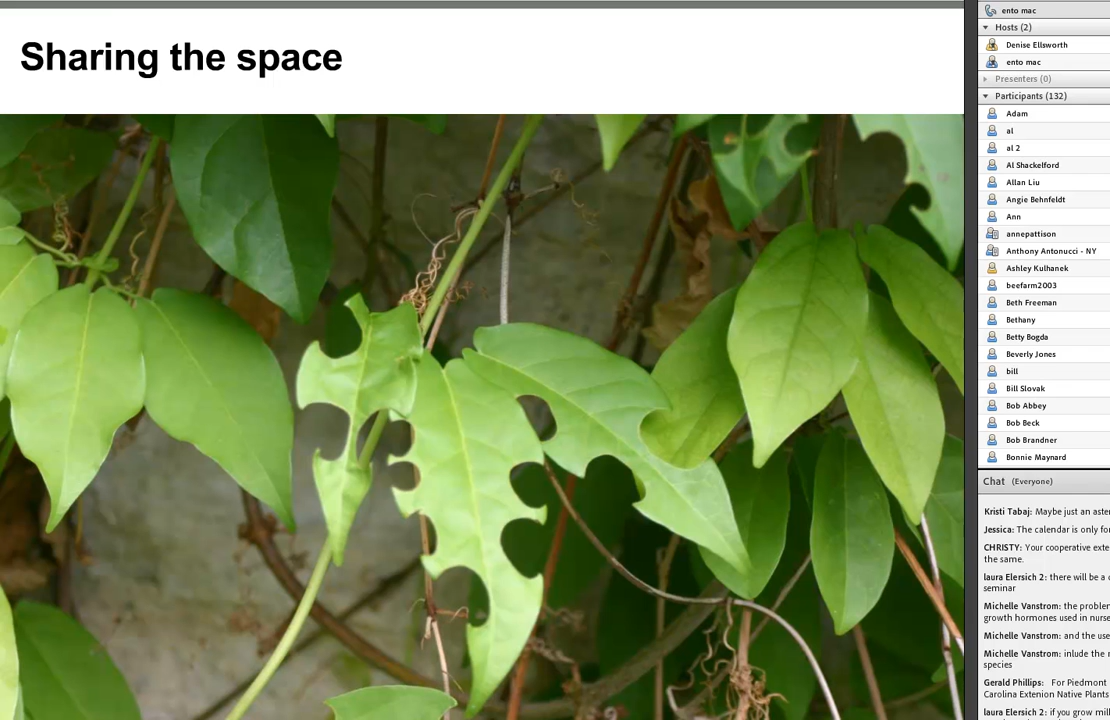 Sharing the space
ento mac
Hosts (2)
Denise Ellsworth
ento mac
Presenters (0)
Participants (132)
Adam
al
al 2
Al Shackelford
Allan Liu
Angie Behnfeldt
Ann
annepattison
Anthony Antonucci - NY
Ashley Kulhanek
beefarm2003
Beth Freeman
Bethany
Betty Bogda
Beverly Jones
bill
Bill Slovak
Bob Abbey
Bob Beck
Bob Brandner
Bonnie Maynard
Chat (Everyone)
Kristi Tabaj: Maybe just an aste
Jessica: The calendar is only fo
CHRISTY: Your cooperative exte
the same.
laura Elersich 2: there will be a
seminar
Michelle Vanstrom: the problem
growth hormones used in nurse
Michelle Vanstrom: and the use
Michelle Vanstrom: inlude the
species
Gerald Phillips: For Piedmont
Carolina Extenion Native Plants
laura Elersich 2: if you grow mil